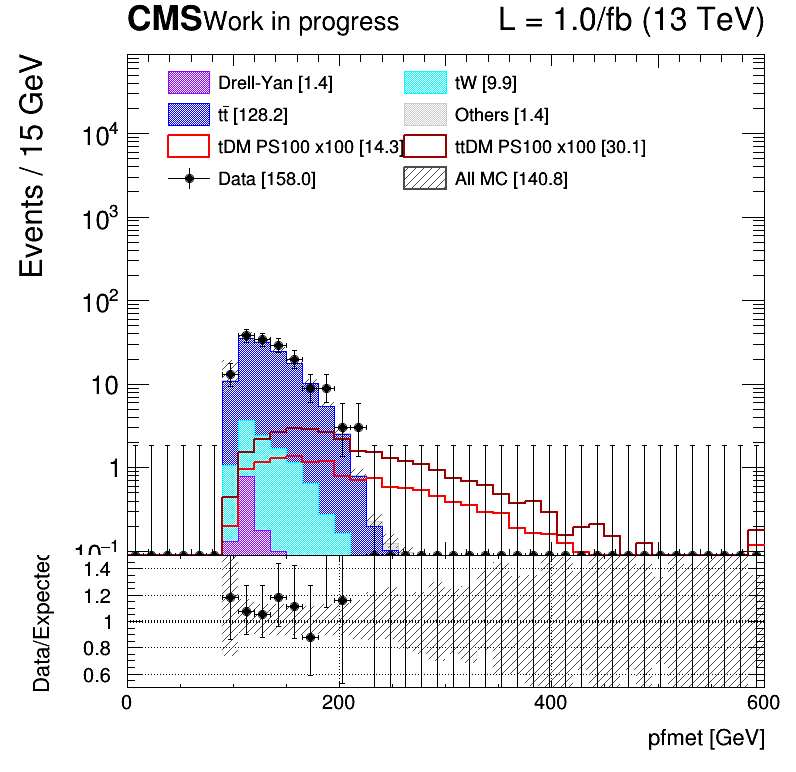 CMS Work in progress L = 1.0/fb (13 TeV)
Drell-Yan [1.4] tW [9.9]
tt̄ [128.2] Others [1.4]
tDM PS100 x100 [14.3] ttDM PS100 x100 [30.1]
Data [158.0] All MC [140.8]
Events / 15 GeV
10⁴
10³
10²
10
1
10⁻¹
Data/Expected
1.4
1.2
1
0.8
0.6
0 200 400 600
pfmet [GeV]